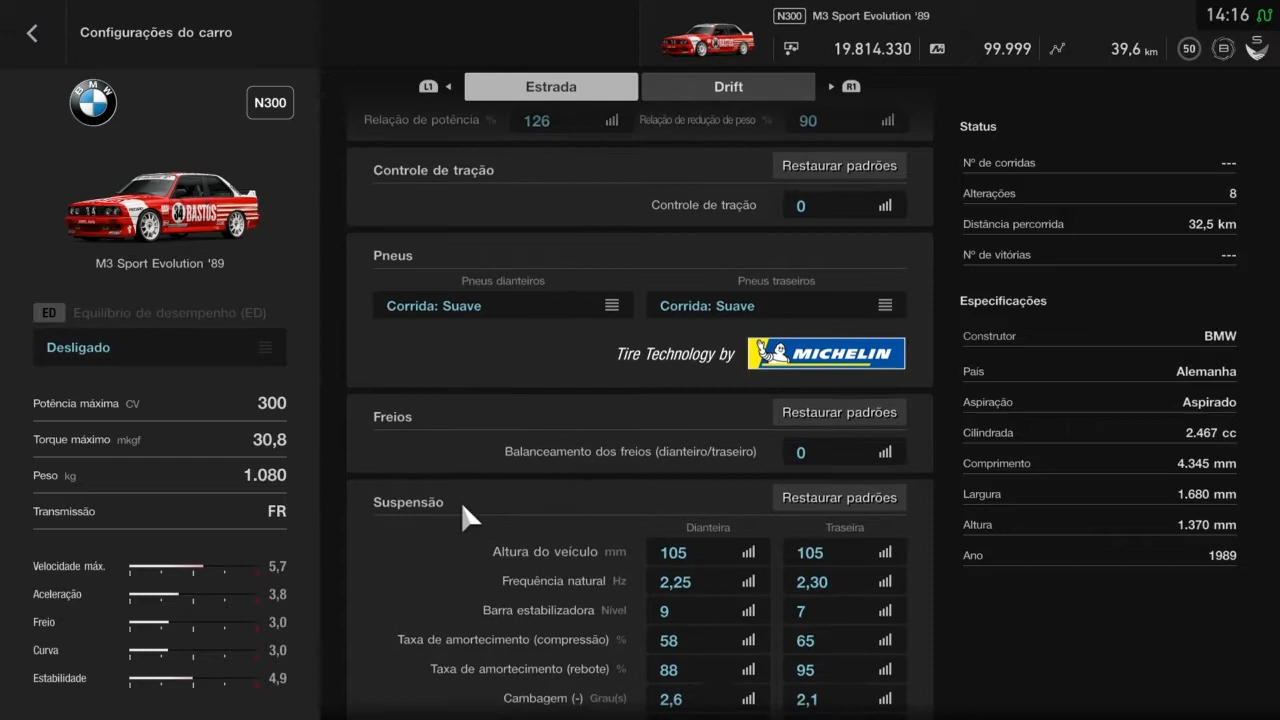 Configurações do carro
N300 M3 Sport Evolution '89
14:16
19.814.330 99.999 39,6 km 50 B S
BMW
N300
34 BASTOS
M3 Sport Evolution '89
ED Equilíbrio de desempenho (ED)
Desligado
Potência máxima CV 300
Torque máximo mkgf 30,8
Peso kg 1.080
Transmissão FR
Velocidade máx. 5,7
Aceleração 3,8
Freio 3,0
Curva 3,0
Estabilidade 4,9
L1 Estrada Drift R1
Relação de potência % 126 Relação de redução de peso % 90
Controle de tração Restaurar padrões
Controle de tração 0
Pneus
Pneus dianteiros Pneus traseiros
Corrida: Suave Corrida: Suave
Tire Technology by MICHELIN
Freios Restaurar padrões
Balanceamento dos freios (dianteiro/traseiro) 0
Suspensão Restaurar padrões
Dianteira Traseira
Altura do veículo mm 105 105
Frequência natural Hz 2,25 2,30
Barra estabilizadora Nível 9 7
Taxa de amortecimento (compressão) % 58 65
Taxa de amortecimento (rebote) % 88 95
Cambagem (-) Grau(s) 2,6 2,1
Status
Nº de corridas ---
Alterações 8
Distância percorrida 32,5 km
Nº de vitórias ---
Especificações
Construtor BMW
País Alemanha
Aspiração Aspirado
Cilindrada 2.467 cc
Comprimento 4.345 mm
Largura 1.680 mm
Altura 1.370 mm
Ano 1989